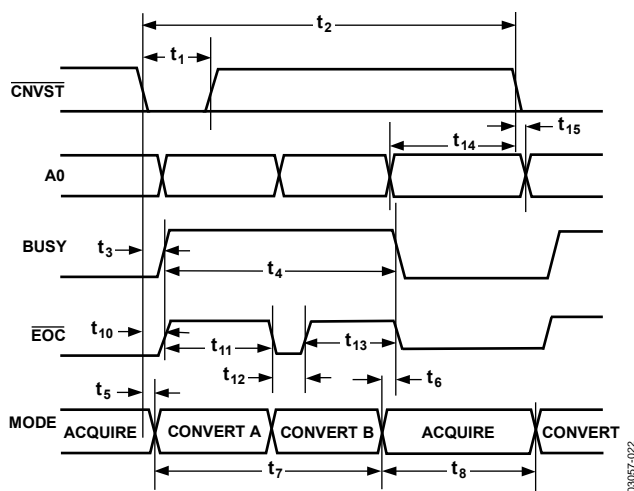 t2
t1
CNVST
t14
t15
A0
BUSY
t3
t4
EOC
t10
t11
t13
t12
t5
t6
MODE
ACQUIRE
CONVERT A
CONVERT B
ACQUIRE
CONVERT
t7
t8
03057-022